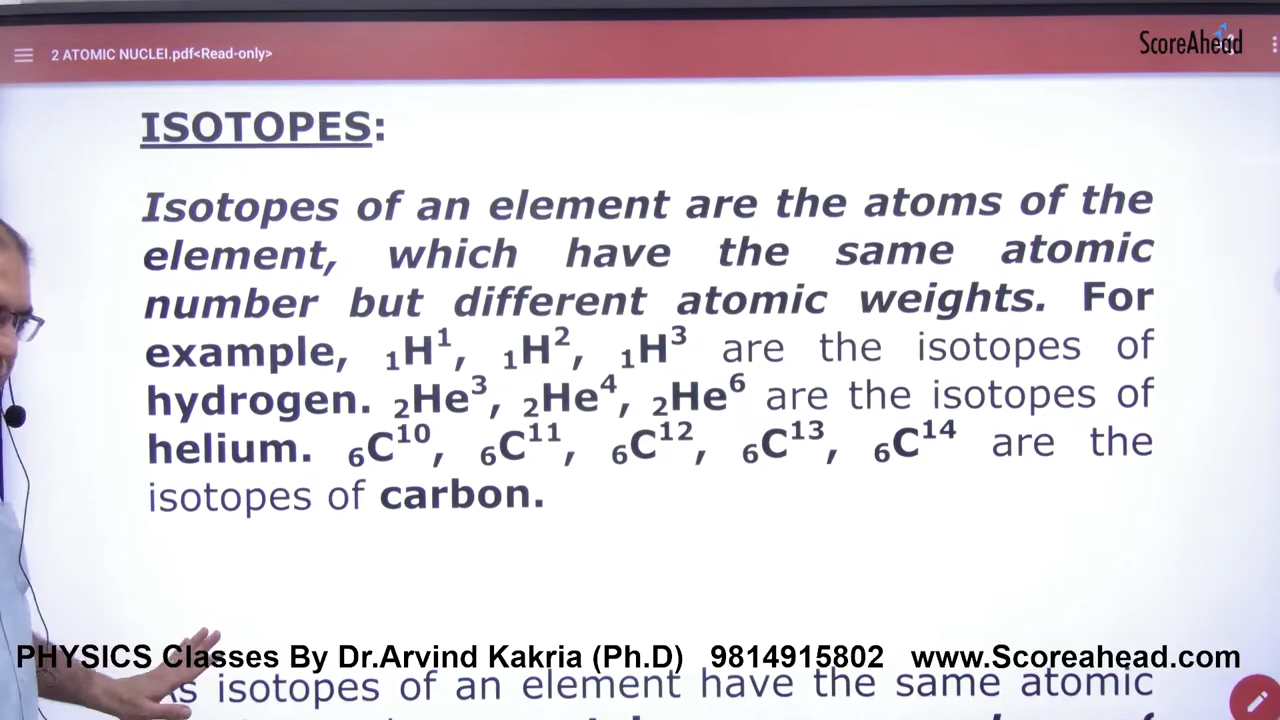 2 ATOMIC NUCLEI.pdf<Read-only>
ScoreAhead
ISOTOPES:
Isotopes of an element are the atoms of the
element, which have the same atomic
number but different atomic weights. For
example, ₁H¹, ₁H², ₁H³ are the isotopes of
hydrogen. ₂He³, ₂He⁴, ₂He⁶ are the isotopes of
helium. ₆C¹⁰, ₆C¹¹, ₆C¹², ₆C¹³, ₆C¹⁴ are the
isotopes of carbon.
PHYSICS Classes By Dr.Arvind Kakria (Ph.D) 9814915802 www.Scoreahead.com
isotopes of an element have the same atomic